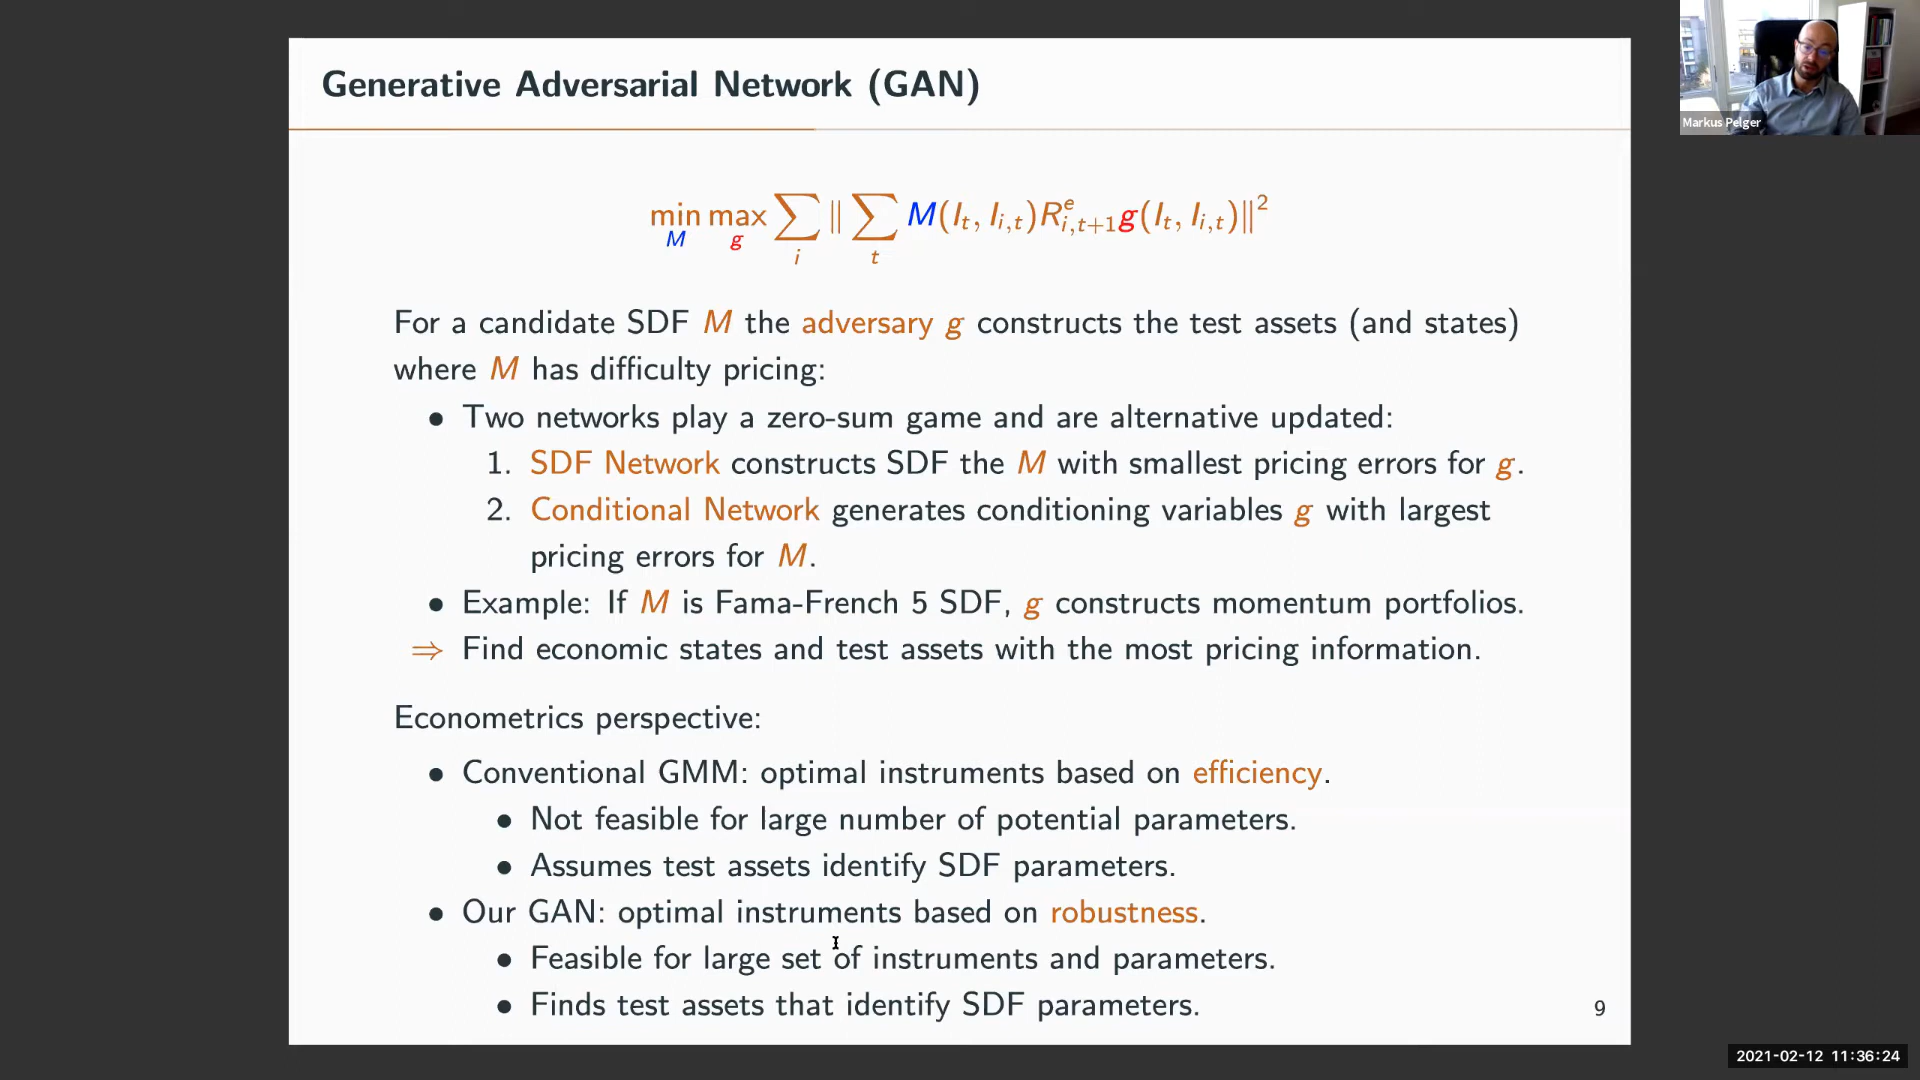 Generative Adversarial Network (GAN)
Markus Pelger
min max ∑ ‖ ∑ M(I_t, I_{i,t})R^e_{i,t+1}g(I_t, I_{i,t})‖²
M g i t
For a candidate SDF M the adversary g constructs the test assets (and states)
where M has difficulty pricing:
• Two networks play a zero-sum game and are alternative updated:
1. SDF Network constructs SDF the M with smallest pricing errors for g.
2. Conditional Network generates conditioning variables g with largest
pricing errors for M.
• Example: If M is Fama-French 5 SDF, g constructs momentum portfolios.
⇒ Find economic states and test assets with the most pricing information.
Econometrics perspective:
• Conventional GMM: optimal instruments based on efficiency.
• Not feasible for large number of potential parameters.
• Assumes test assets identify SDF parameters.
• Our GAN: optimal instruments based on robustness.
• Feasible for large set of instruments and parameters.
• Finds test assets that identify SDF parameters.
9
2021-02-12 11:36:24